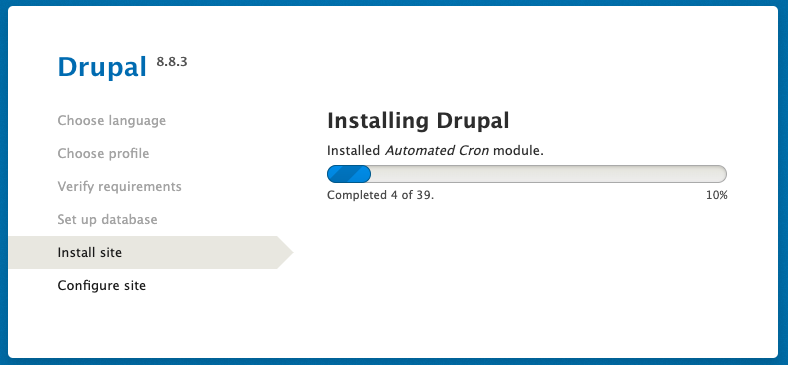 Drupal 8.8.3
Choose language
Choose profile
Verify requirements
Set up database
Install site
Configure site
Installing Drupal
Installed Automated Cron module.
Completed 4 of 39. 10%